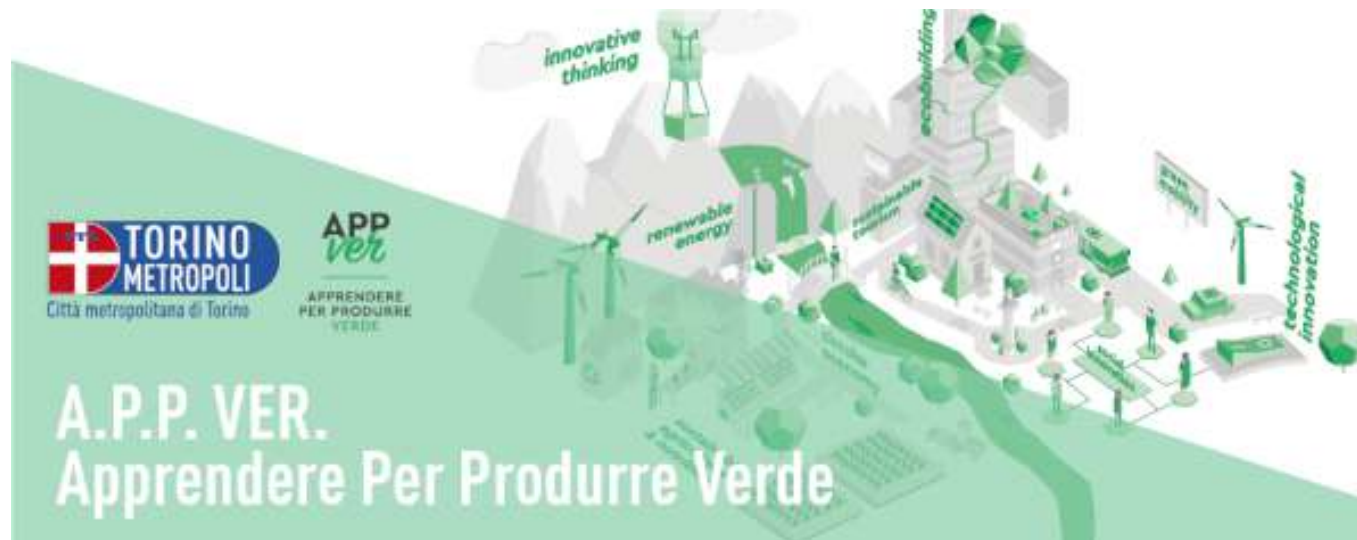 innovative
thinking
ecobuilding
renewable
energy
sustainable
tourism
green
mobility
technological
innovation
TORINO
METROPOLI
Città metropolitana di Torino
APP
ver
APPRENDERE
PER PRODURRE
VERDE
A.P.P. VER.
Apprendere Per Produrre Verde